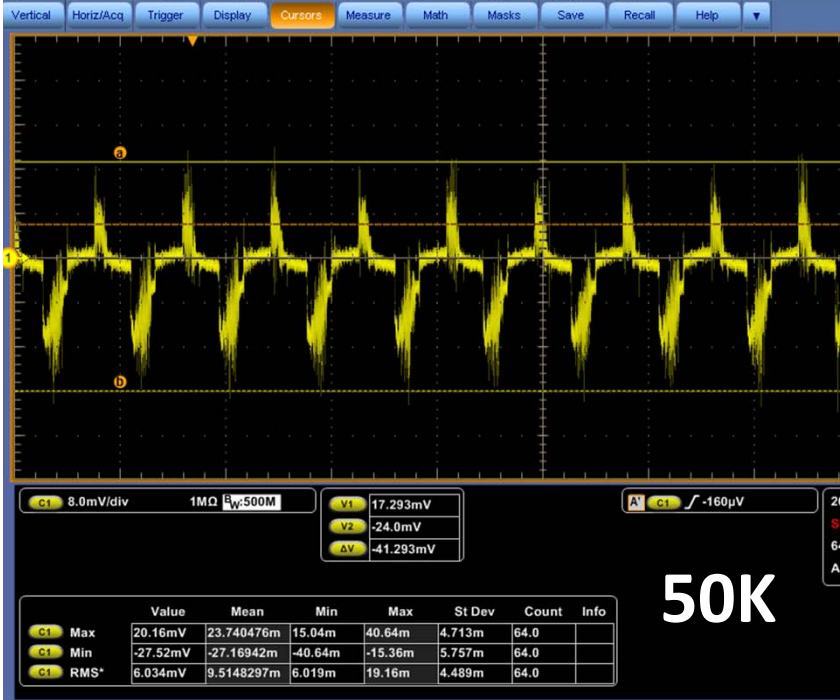 Vertical Horiz/Acq Trigger Display Cursors Measure Math Masks Save Recall Help
a
1
b
C1 8.0mV/div 1MΩ BW:500M
V1 17.293mV
V2 -24.0mV
ΔV -41.293mV
A' C1 -160μV
Value Mean Min Max St Dev Count Info
C1 Max 20.16mV 23.740476m 15.04m 40.64m 4.713m 64.0
C1 Min -27.52mV -27.16942m -40.64m -15.36m 5.757m 64.0
C1 RMS* 6.034mV 9.5148297m 6.019m 19.16m 4.489m 64.0
50K